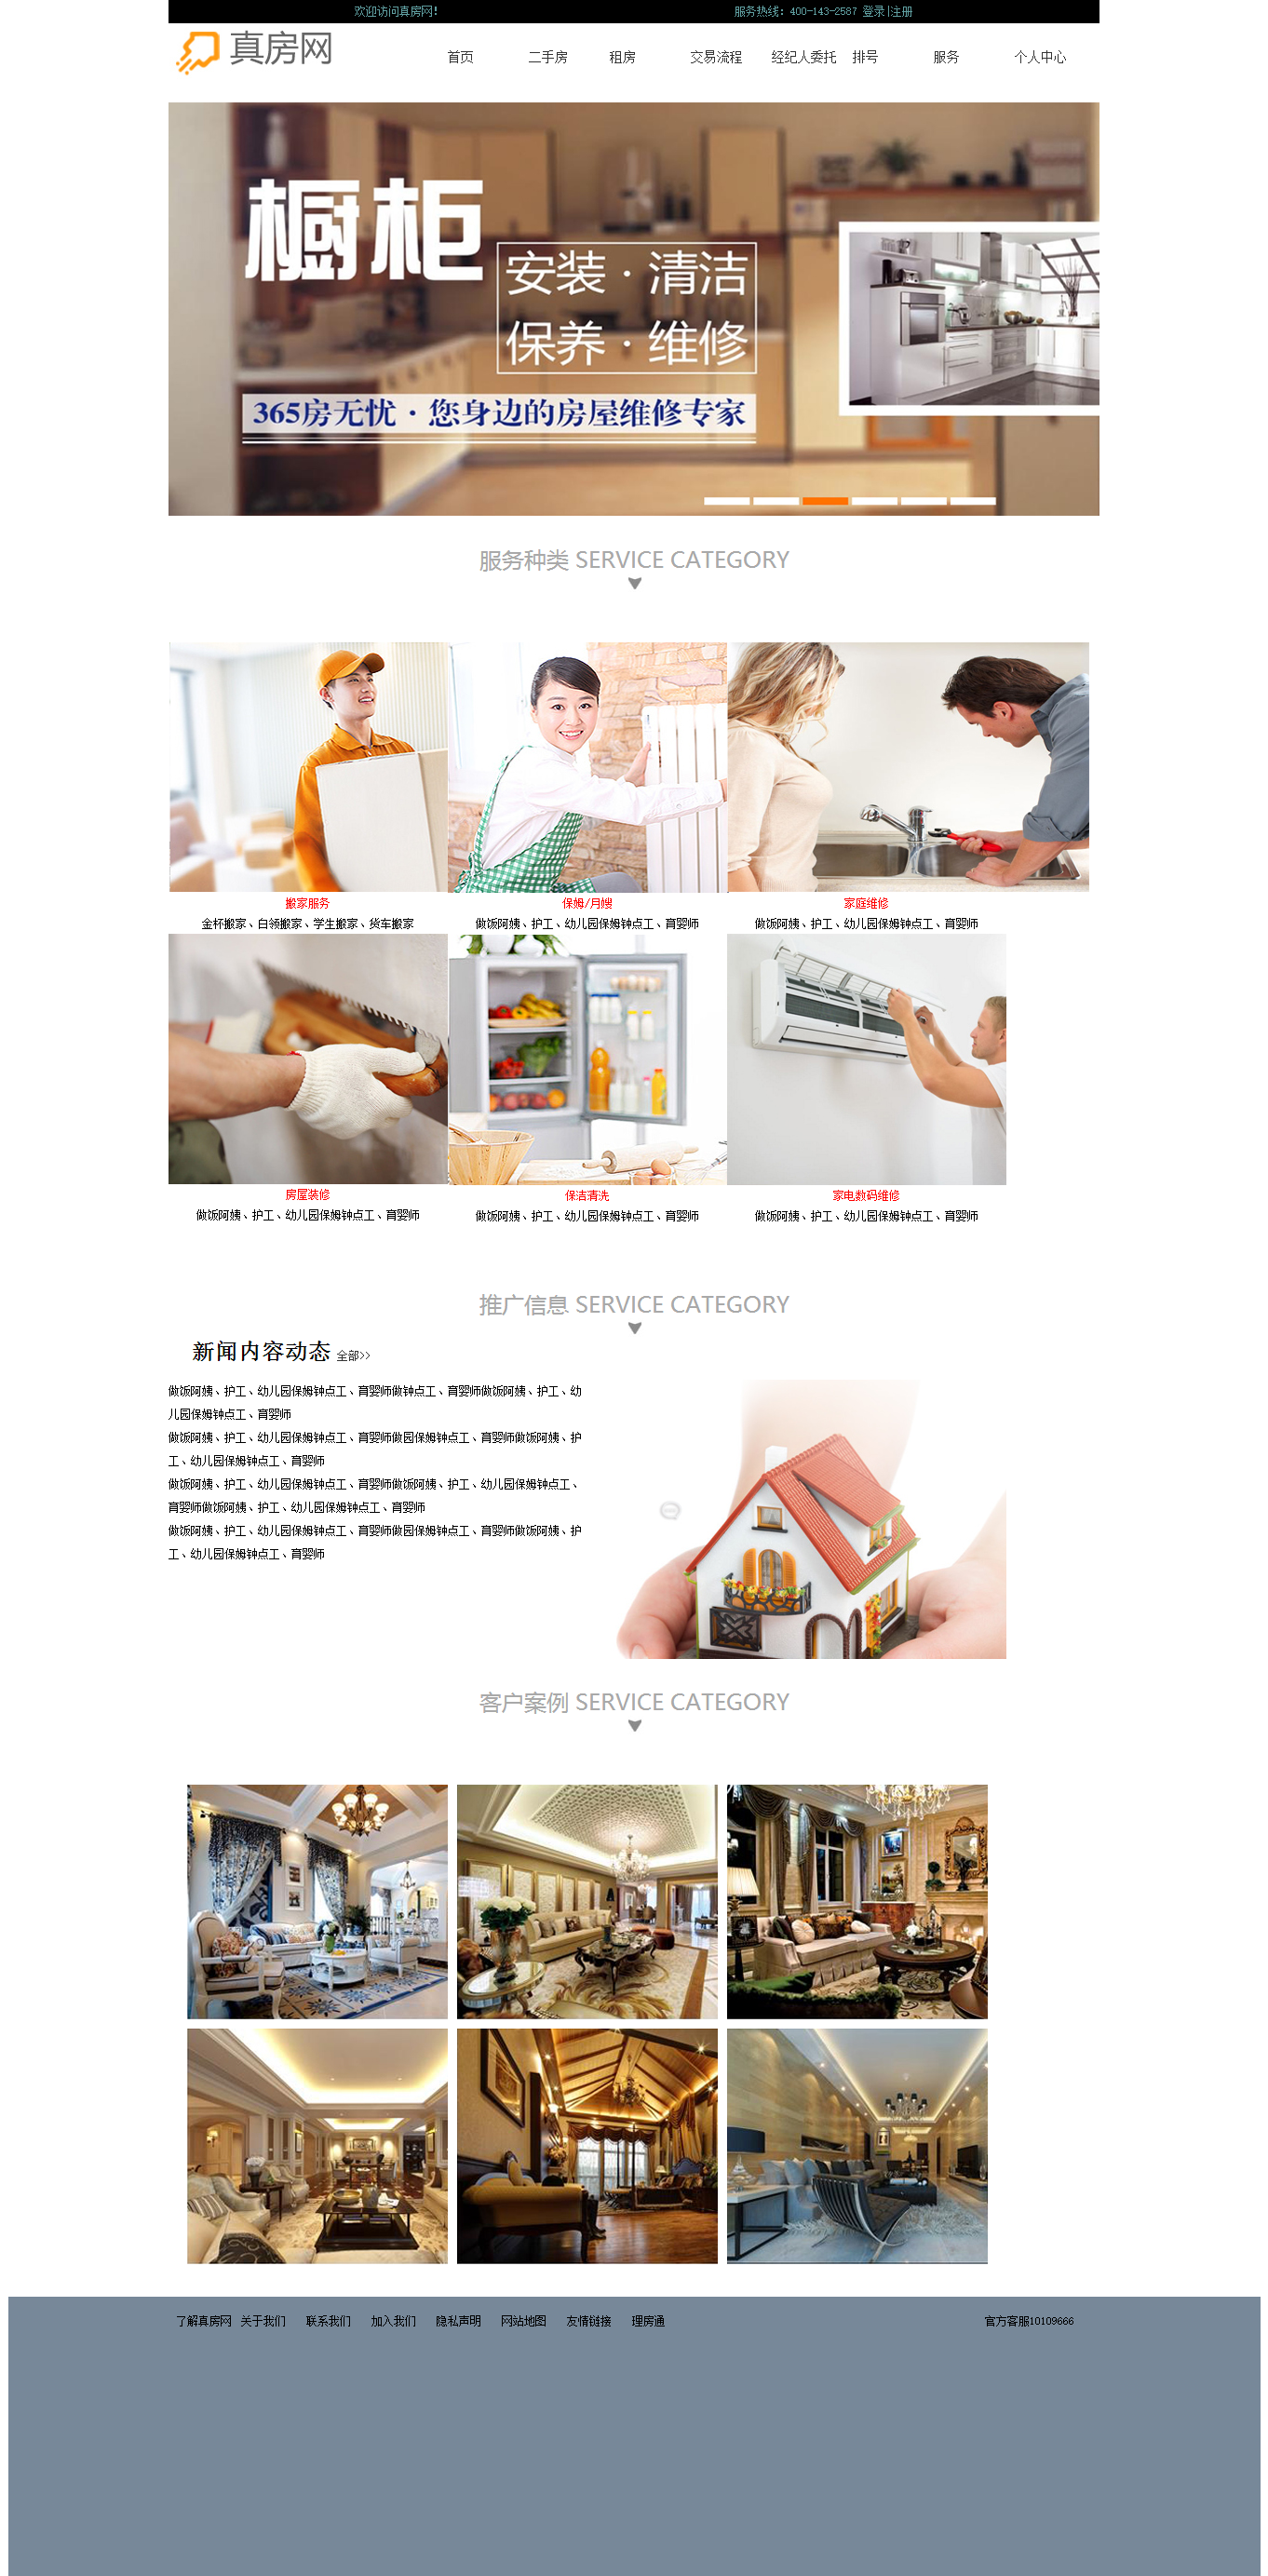 欢迎访问真房网!
服务热线: 400-143-2587 登录|注册
真房网
首页 二手房 租房 交易流程 经纪人委托 排号 服务 个人中心
橱柜
安装·清洁
保养·维修
365房无忧·您身边的房屋维修专家
服务种类 SERVICE CATEGORY
搬家服务
金杯搬家、白领搬家、学生搬家、货车搬家
保姆/月嫂
做饭阿姨、护工、幼儿园保姆钟点工、育婴师
家庭维修
做饭阿姨、护工、幼儿园保姆钟点工、育婴师
房屋装修
做饭阿姨、护工、幼儿园保姆钟点工、育婴师
保洁清洗
做饭阿姨、护工、幼儿园保姆钟点工、育婴师
家电数码维修
做饭阿姨、护工、幼儿园保姆钟点工、育婴师
推广信息 SERVICE CATEGORY
新闻内容动态 全部>>
做饭阿姨、护工、幼儿园保姆钟点工、育婴师做钟点工、育婴师做饭阿姨、护工、幼
儿园保姆钟点工、育婴师
做饭阿姨、护工、幼儿园保姆钟点工、育婴师做园保姆钟点工、育婴师做饭阿姨、护
工、幼儿园保姆钟点工、育婴师
做饭阿姨、护工、幼儿园保姆钟点工、育婴师做饭阿姨、护工、幼儿园保姆钟点工、
育婴师做饭阿姨、护工、幼儿园保姆钟点工、育婴师
做饭阿姨、护工、幼儿园保姆钟点工、育婴师做园保姆钟点工、育婴师做饭阿姨、护
工、幼儿园保姆钟点工、育婴师
客户案例 SERVICE CATEGORY
了解真房网 关于我们 联系我们 加入我们 隐私声明 网站地图 友情链接 理房通 官方客服10109666